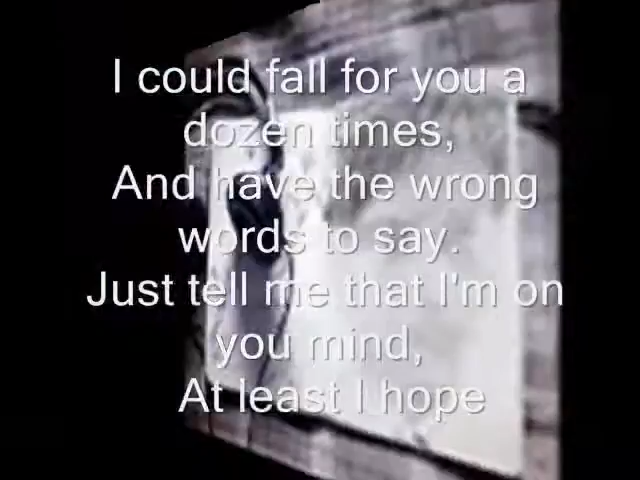 I could fall for you a
dozen times,
And have the wrong
words to say.
Just tell me that I'm on
you mind,
At least I hope